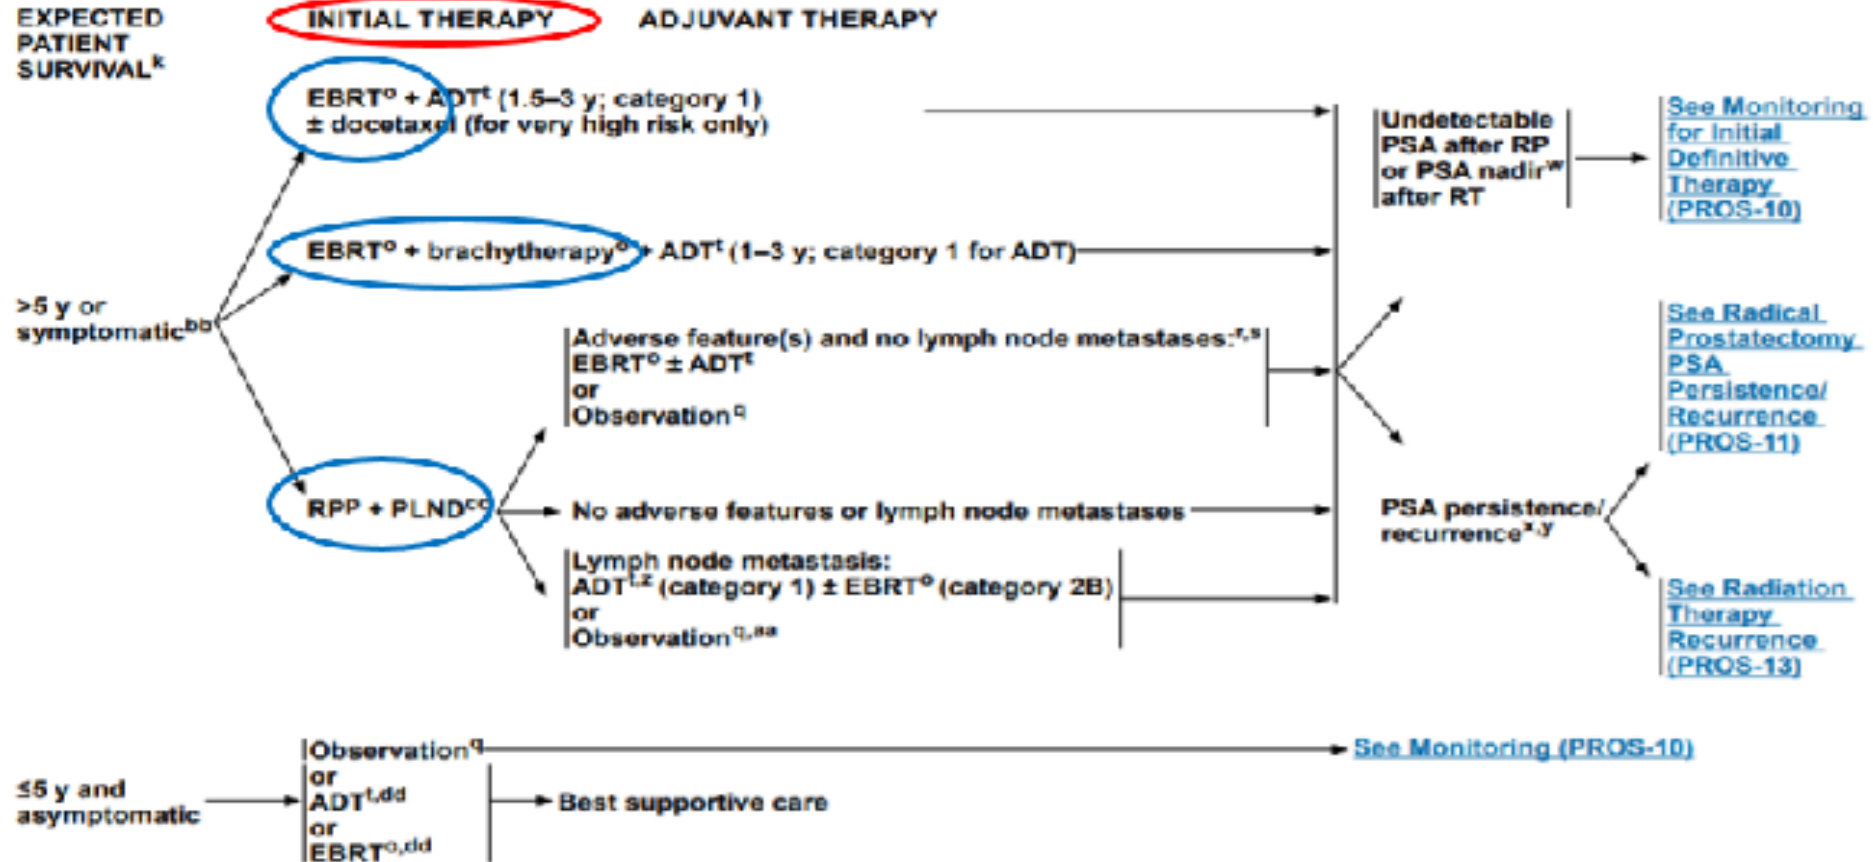 EXPECTED
PATIENT
SURVIVALᵏ
INITIAL THERAPY
ADJUVANT THERAPY
EBRTᵒ + ADTᵗ (1.5–3 y; category 1)
± docetaxel (for very high risk only)
EBRTᵒ + brachytherapyᵒ + ADTᵗ (1–3 y; category 1 for ADT)
>5 y or
symptomaticᵇᵇ
Adverse feature(s) and no lymph node metastases:ʳ,ˢ
EBRTᵒ ± ADTᵗ
or
Observation q
RPᵖ + PLNDᶜᶜ
No adverse features or lymph node metastases
Lymph node metastasis:
ADTᵗ,ᶻ (category 1) ± EBRTᵒ (category 2B)
or
Observation q,aa
Undetectable
PSA after RP
or PSA nadirʷ
after RT
See Monitoring
for Initial
Definitive
Therapy
(PROS-10)
See Radical
Prostatectomy
PSA
Persistence/
Recurrence
(PROS-11)
PSA persistence/
recurrenceˣ,ʸ
See Radiation
Therapy
Recurrence
(PROS-13)
≤5 y and
asymptomatic
Observation q
or
ADTᵗ,ᵈᵈ
or
EBRTᵒ,ᵈᵈ
Best supportive care
See Monitoring (PROS-10)